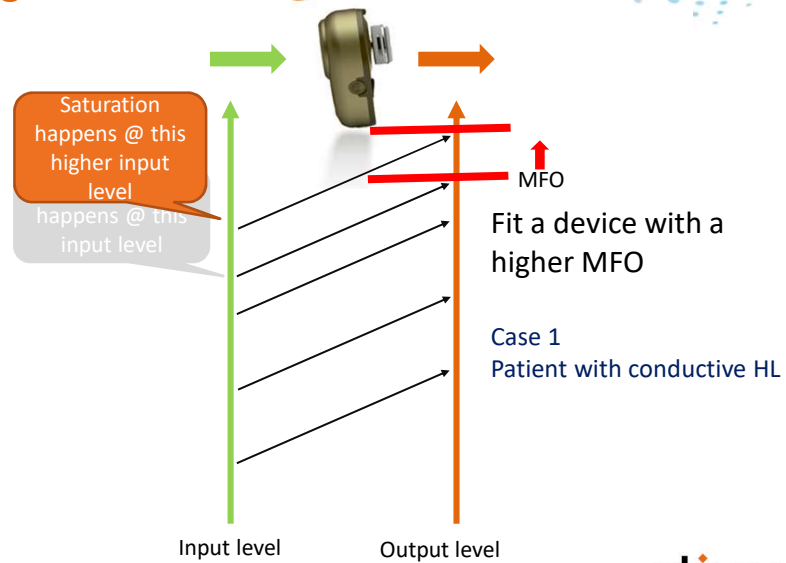 Saturation
happens @ this
higher input
level
happens @ this
input level
MFO
Fit a device with a
higher MFO
Case 1
Patient with conductive HL
Input level
Output level